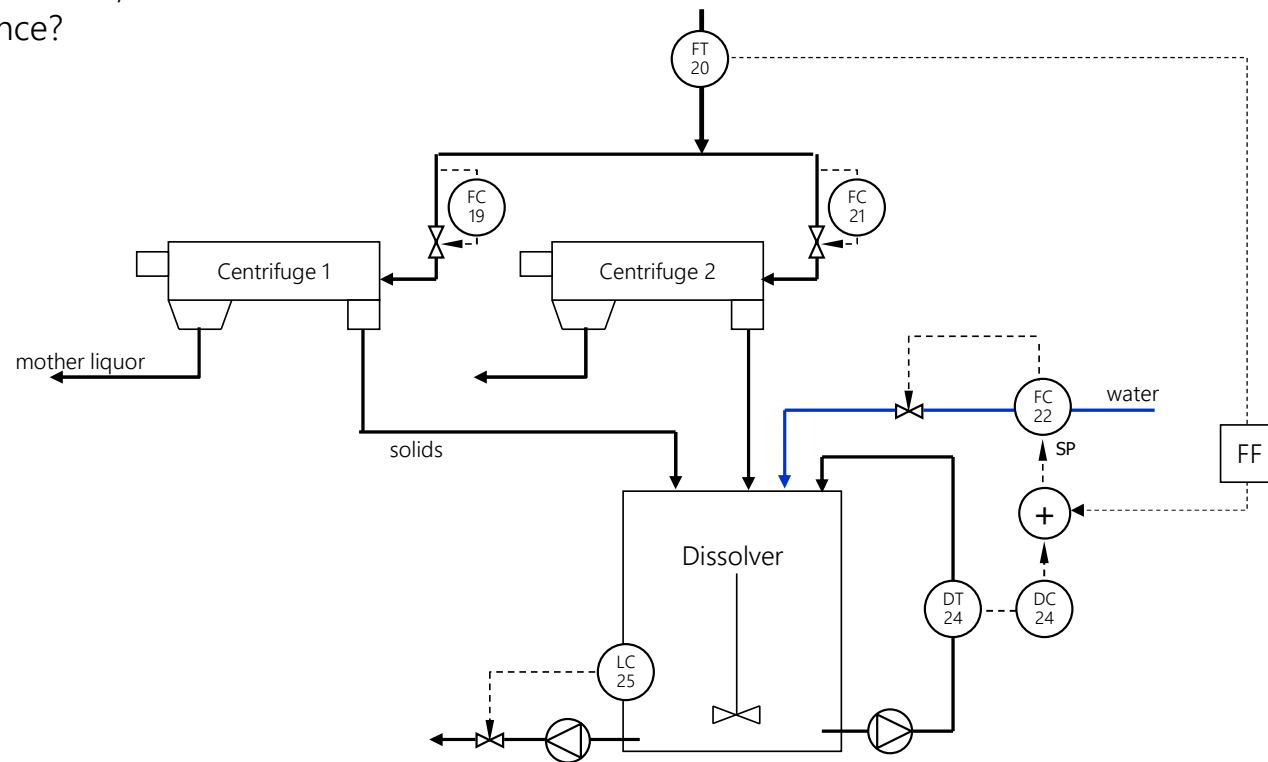 nce?
FT
20
FC
19
FC
21
Centrifuge 1
Centrifuge 2
mother liquor
FC
22
water
SP
FF
solids
+
Dissolver
DT
24
DC
24
LC
25